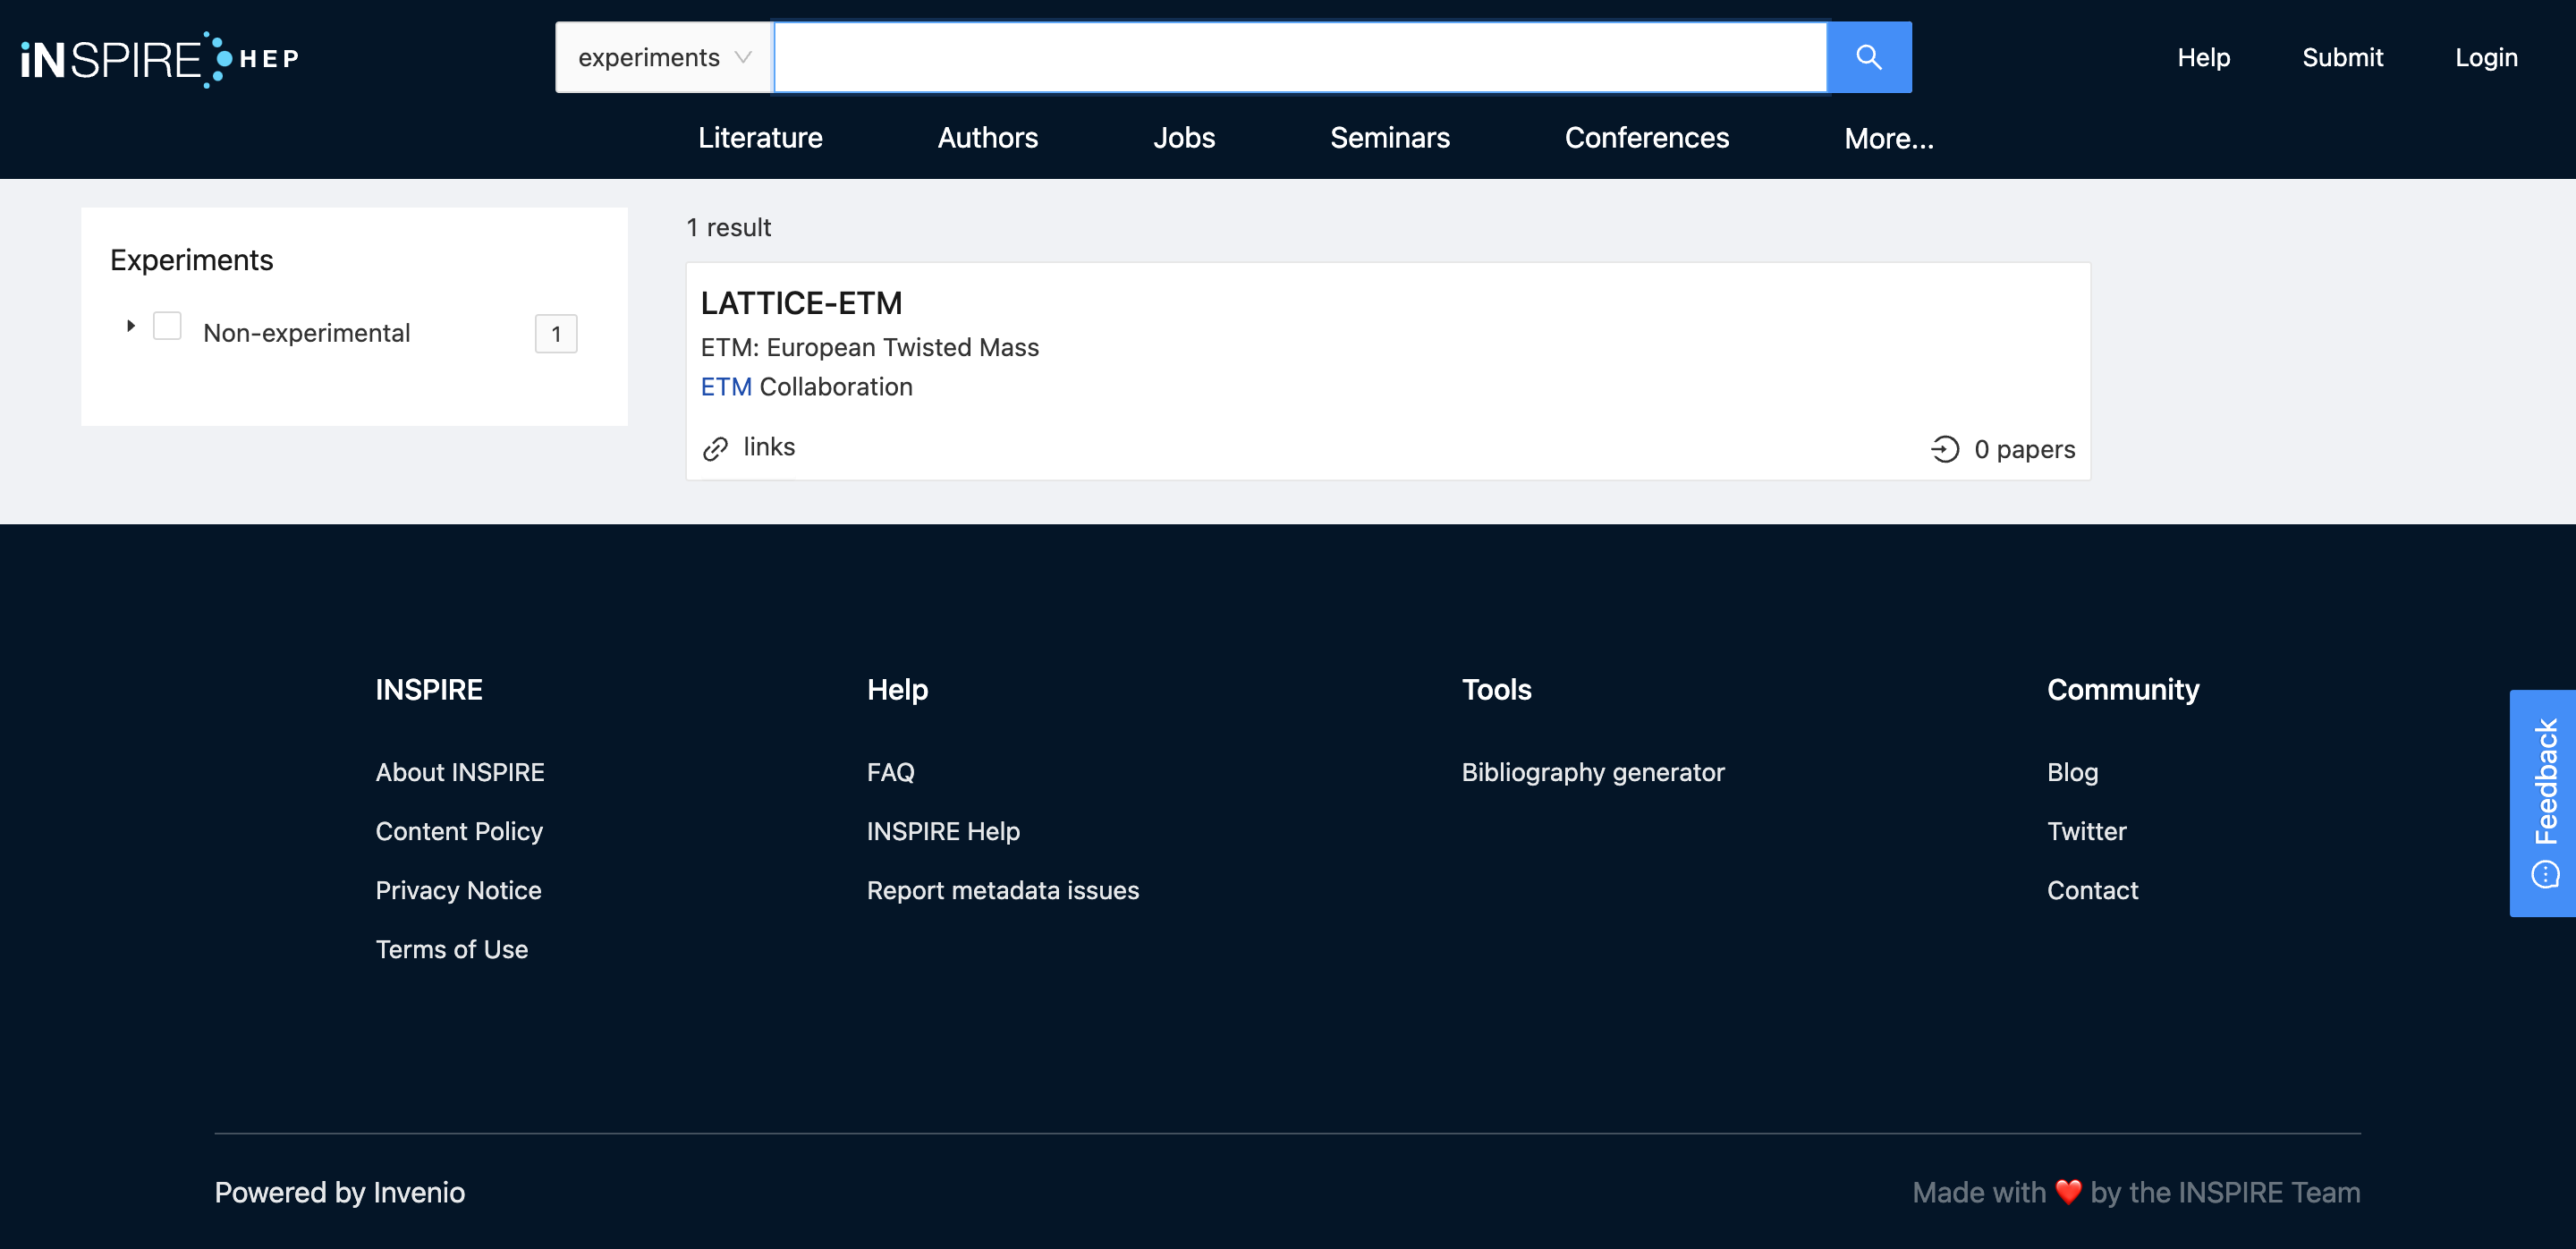 iNSPIRE HEP
experiments
Help
Submit
Login
Literature
Authors
Jobs
Seminars
Conferences
More...
Experiments
Non-experimental
1
1 result
LATTICE-ETM
ETM: European Twisted Mass
ETM Collaboration
links
0 papers
INSPIRE
About INSPIRE
Content Policy
Privacy Notice
Terms of Use
Help
FAQ
INSPIRE Help
Report metadata issues
Tools
Bibliography generator
Community
Blog
Twitter
Contact
Feedback
Powered by Invenio
Made with ❤️ by the INSPIRE Team